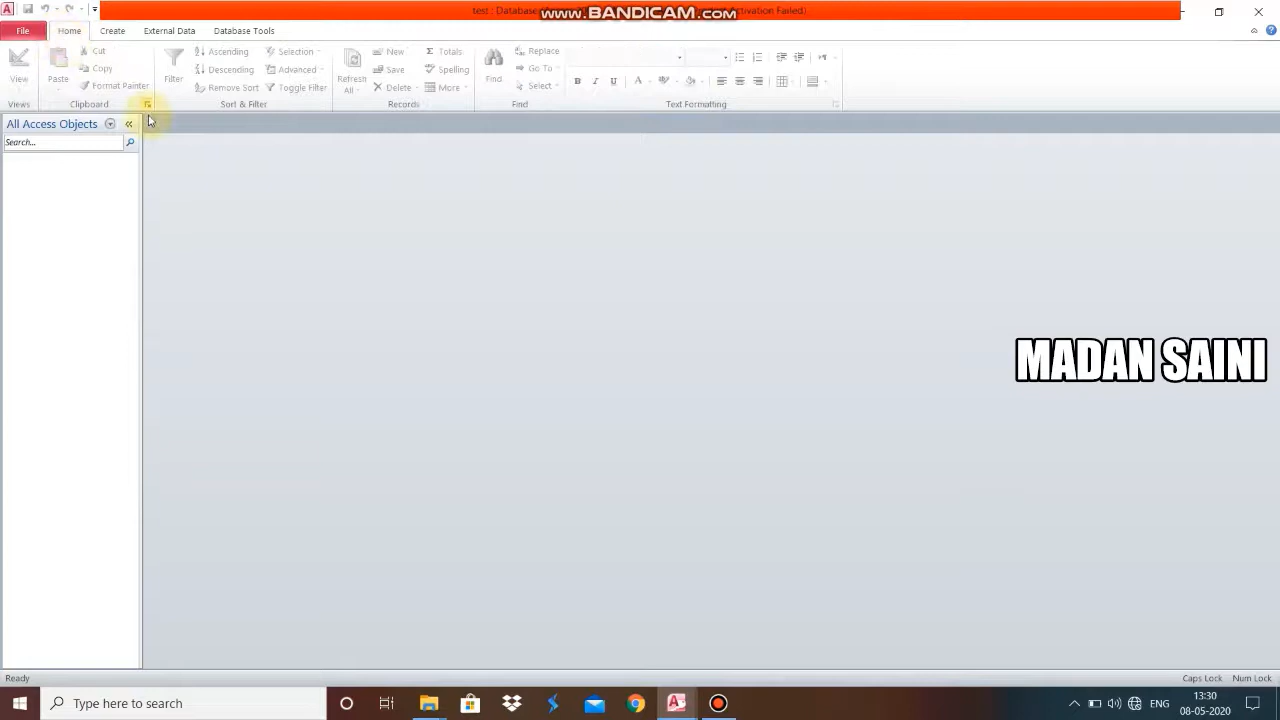 test : Database
www.BANDICAM.com
Activation Failed)
File
Home
Create
External Data
Database Tools
View
Views
Paste
Cut
Copy
Format Painter
Clipboard
Filter
Ascending
Descending
Remove Sort
Selection
Advanced
Toggle Filter
Sort & Filter
Refresh
All
New
Save
Delete
Totals
Spelling
More
Records
Find
Replace
Go To
Select
Find
B I U A
Text Formatting
All Access Objects
Search...
MADAN SAINI
Ready
Caps Lock
Num Lock
Type here to search
ENG
13:30
08-05-2020